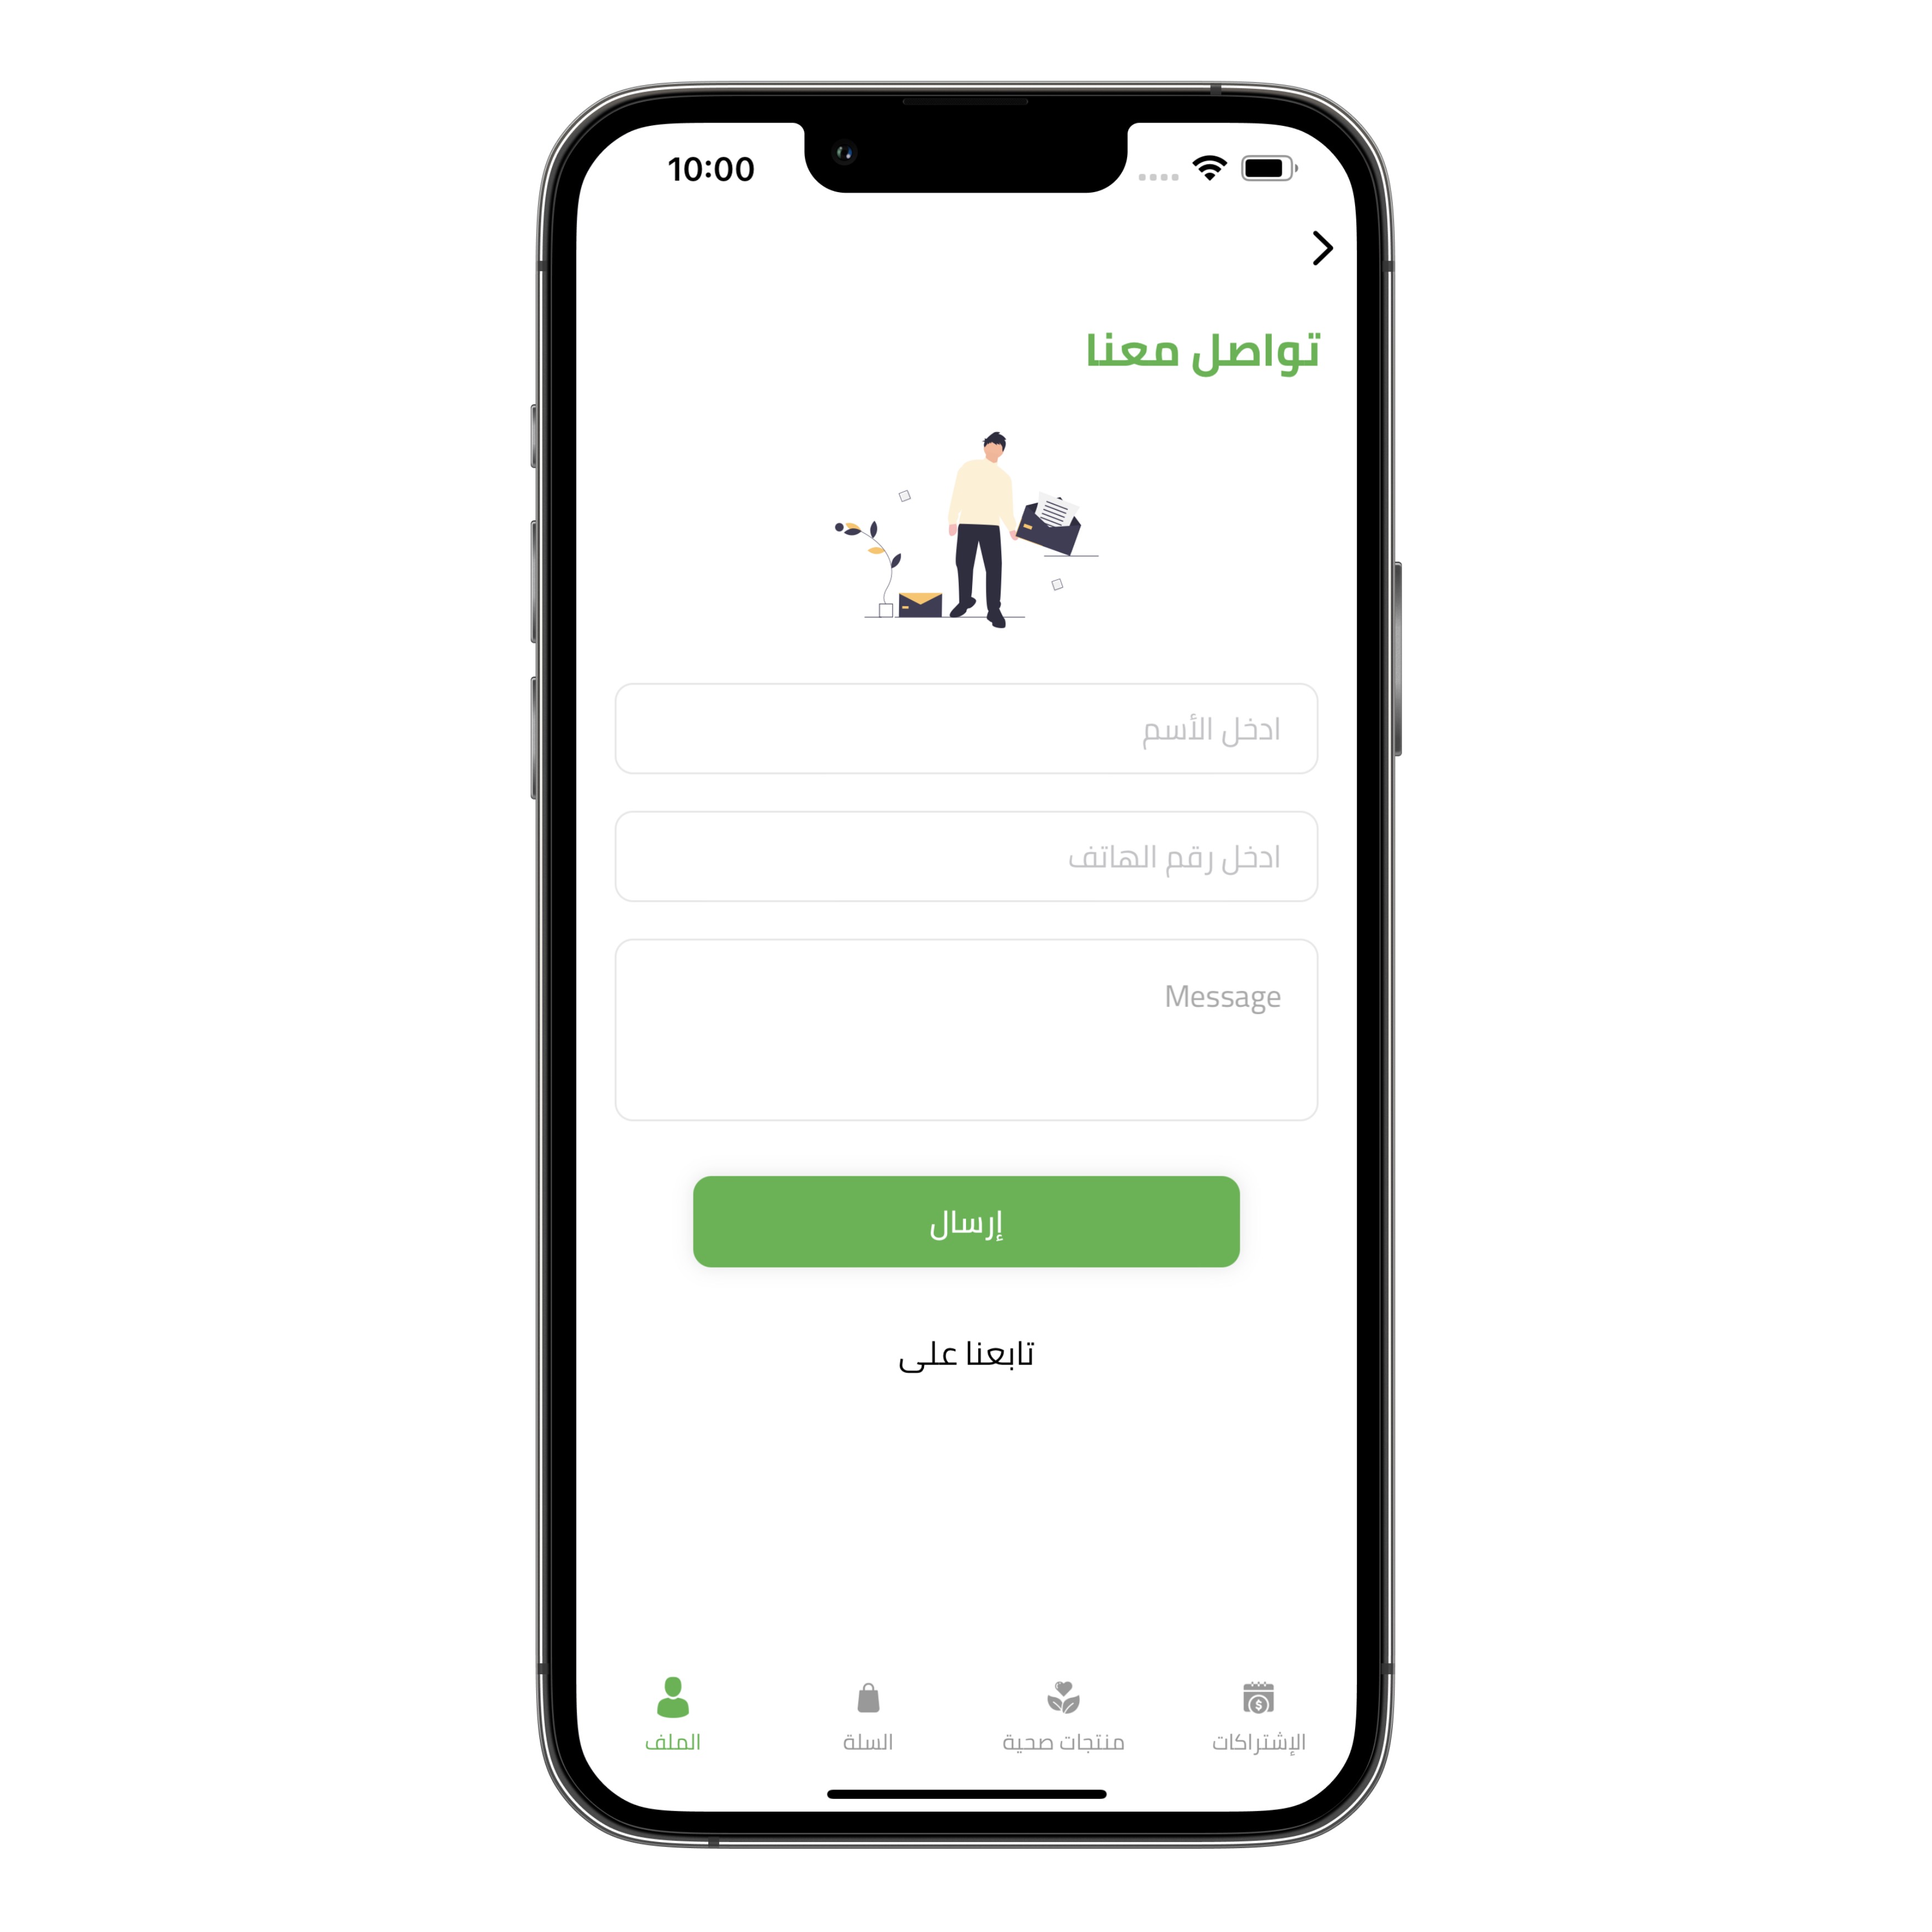 10:00
تواصل معنا
ادخل الأسم
ادخل رقم الهاتف
Message
إرسال
تابعنا على
الإشتراكات
منتجات صحية
السلة
الملف